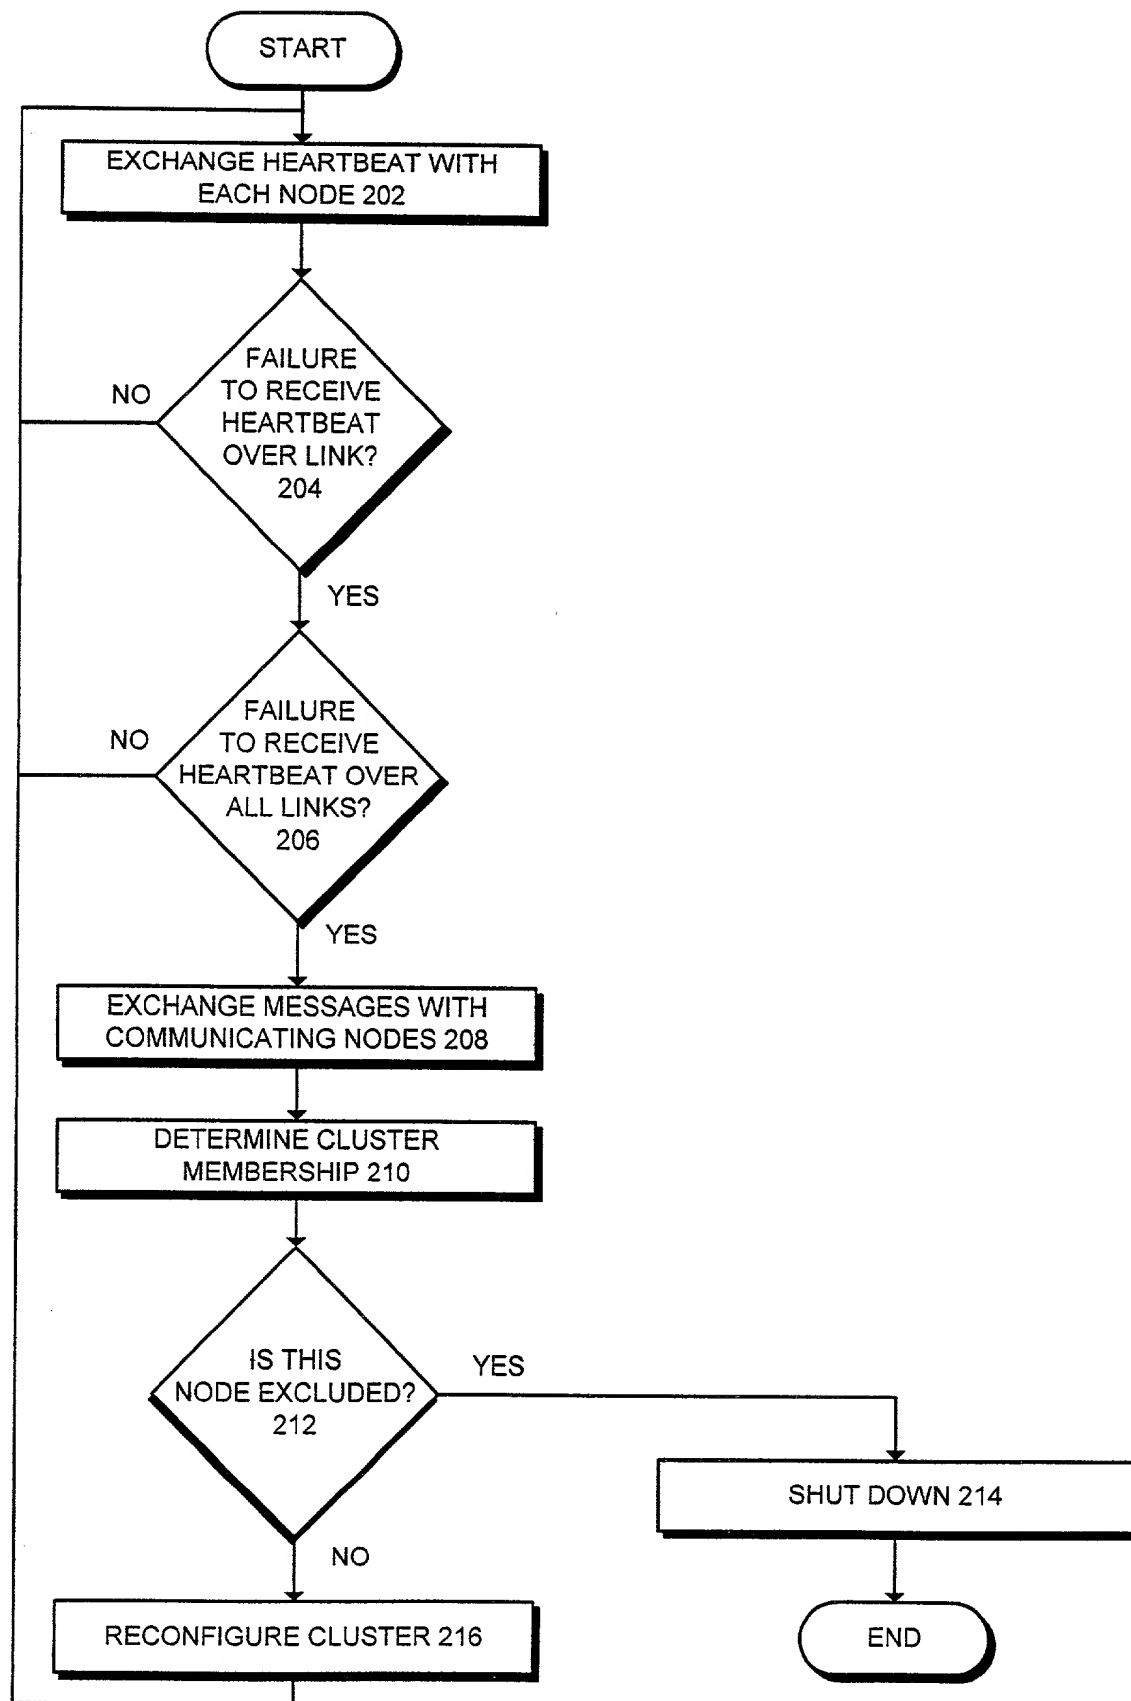 START
EXCHANGE HEARTBEAT WITH
EACH NODE 202
FAILURE
TO RECEIVE
HEARTBEAT
OVER LINK?
204
NO
YES
FAILURE
TO RECEIVE
HEARTBEAT OVER
ALL LINKS?
206
NO
YES
EXCHANGE MESSAGES WITH
COMMUNICATING NODES 208
DETERMINE CLUSTER
MEMBERSHIP 210
IS THIS
NODE EXCLUDED?
212
YES
SHUT DOWN 214
NO
RECONFIGURE CLUSTER 216
END